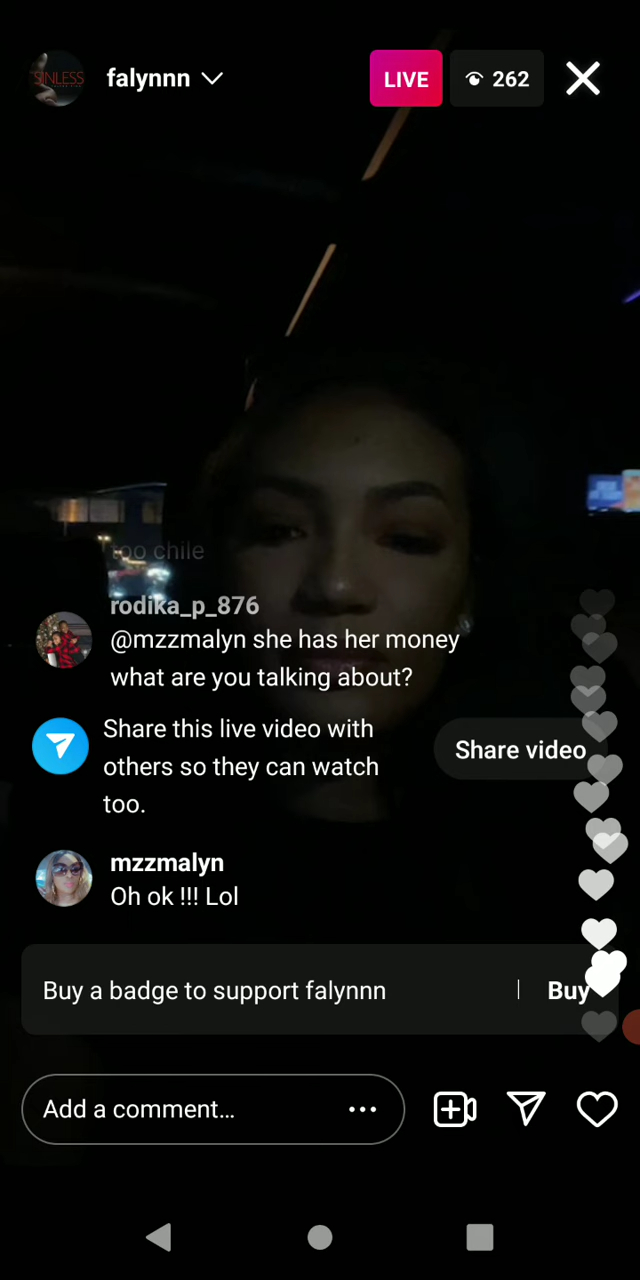 SINLESS
falynnn
LIVE
262
too chile
rodika_p_876
@mzzmalyn she has her money
what are you talking about?
Share this live video with
others so they can watch
too.
Share video
mzzmalyn
Oh ok !!! Lol
Buy a badge to support falynnn
Buy
Add a comment...